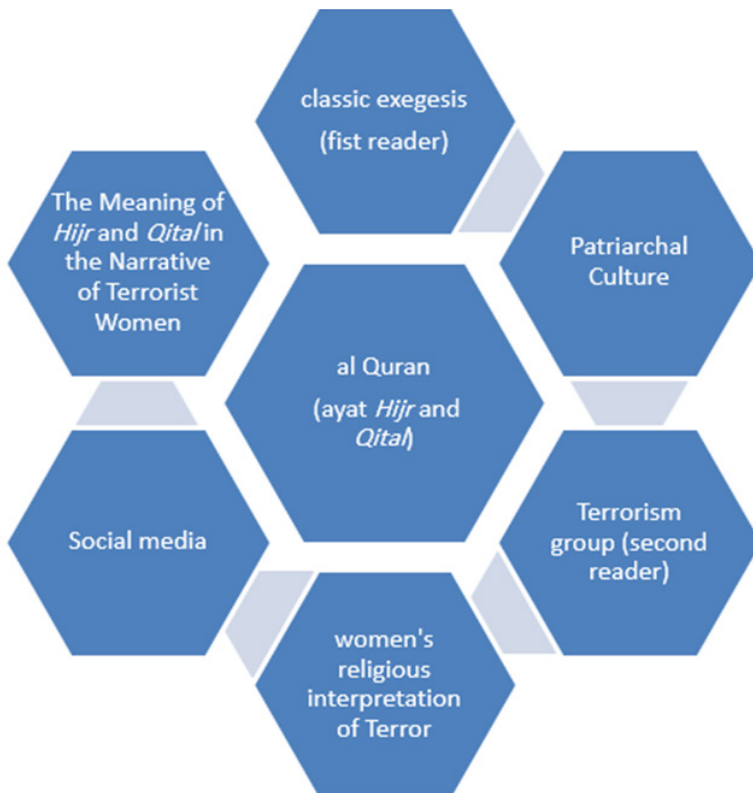 classic exegesis
(fist reader)
Patriarchal
Culture
Terrorism
group (second
reader)
women's
religious
interpretation
of Terror
Social media
The Meaning of
Hijr and Qital in
the Narrative
of Terrorist
Women
al Quran
(ayat Hijr and
Qital)